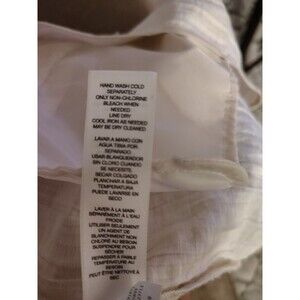 HAND WASH COLD
SEPARATELY
ONLY NON-CHLORINE
BLEACH WHEN
NEEDED
LINE DRY
COOL IRON AS NEEDED
MAY BE DRY CLEANED
LAVAR A MANO CON
AGUA FRIA POR
SEPARADO.
USAR BLANQUEADOR
SIN CLORO CUANDO
SE NECESITE.
SECAR COLGADO
PLANCHAR A BAJA
TEMPERATURA
PUEDE LAVARSE EN
SECO
LAVER À LA MAIN
SÉPARÉMENT À L'EAU
FROIDE
UTILISER SEULEMENT
UN AGENT DE
BLANCHIMENT NON
CHLORÉ AU BESOIN
SUSPENDRE POUR
SÉCHER
REPASSER À FAIBLE
TEMPÉRATURE AU
BESOIN
PEUT ÊTRE NETTOYÉ À
SEC